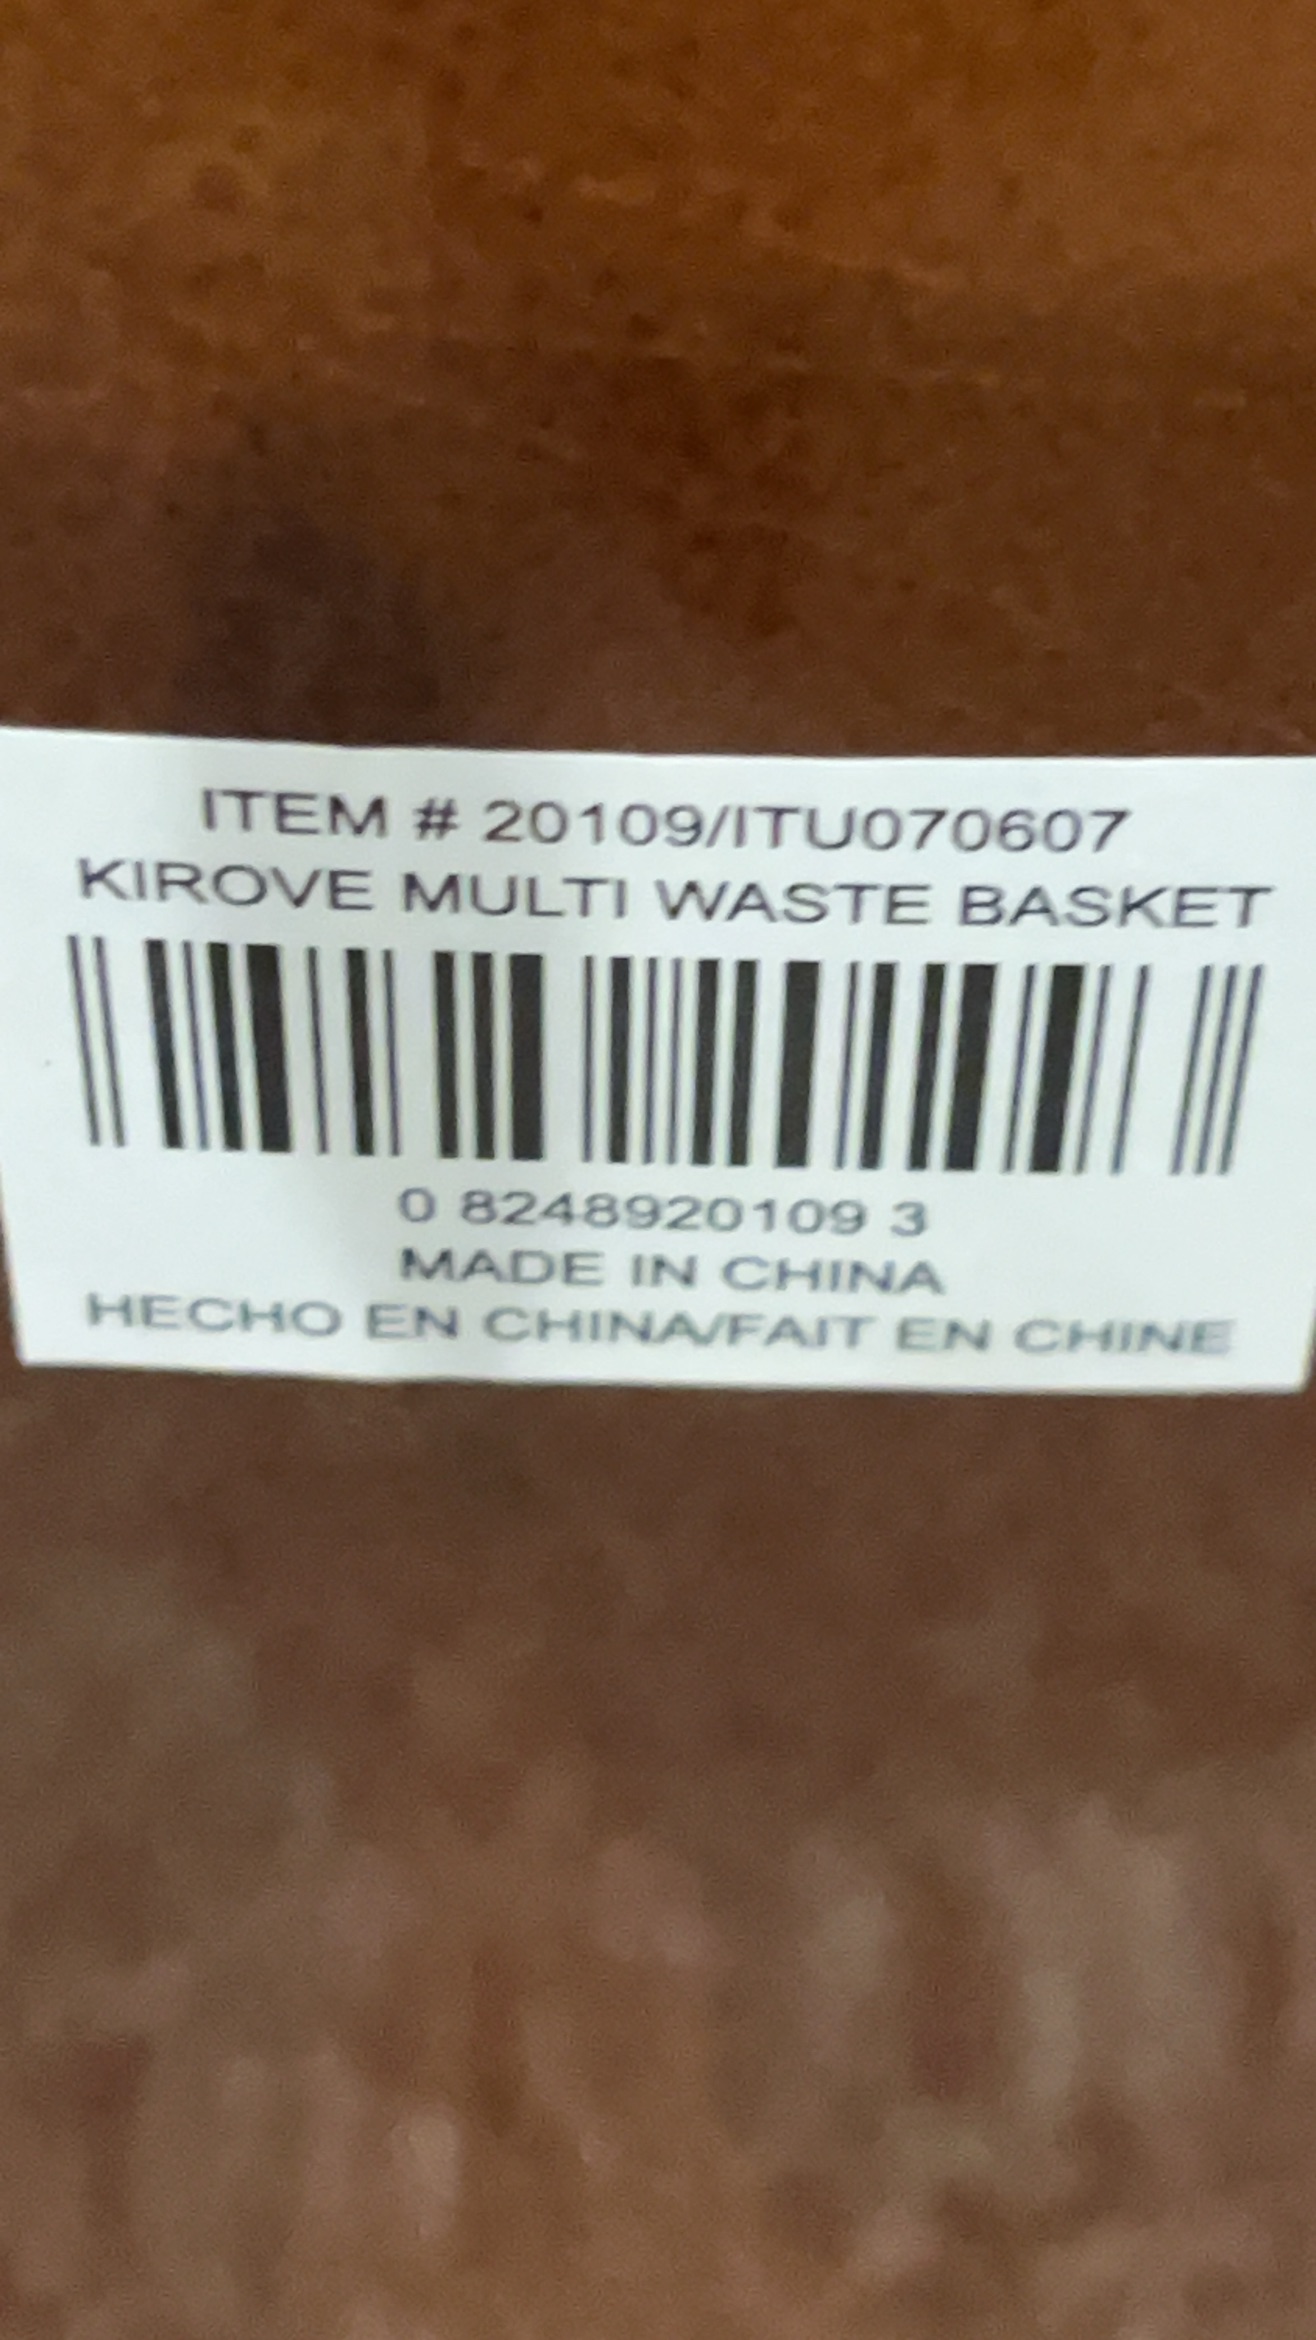 ITEM # 20109/ITU070607
KIROVE MULTI WASTE BASKET
0 8248920109 3
MADE IN CHINA
HECHO EN CHINA/FAIT EN CHINE